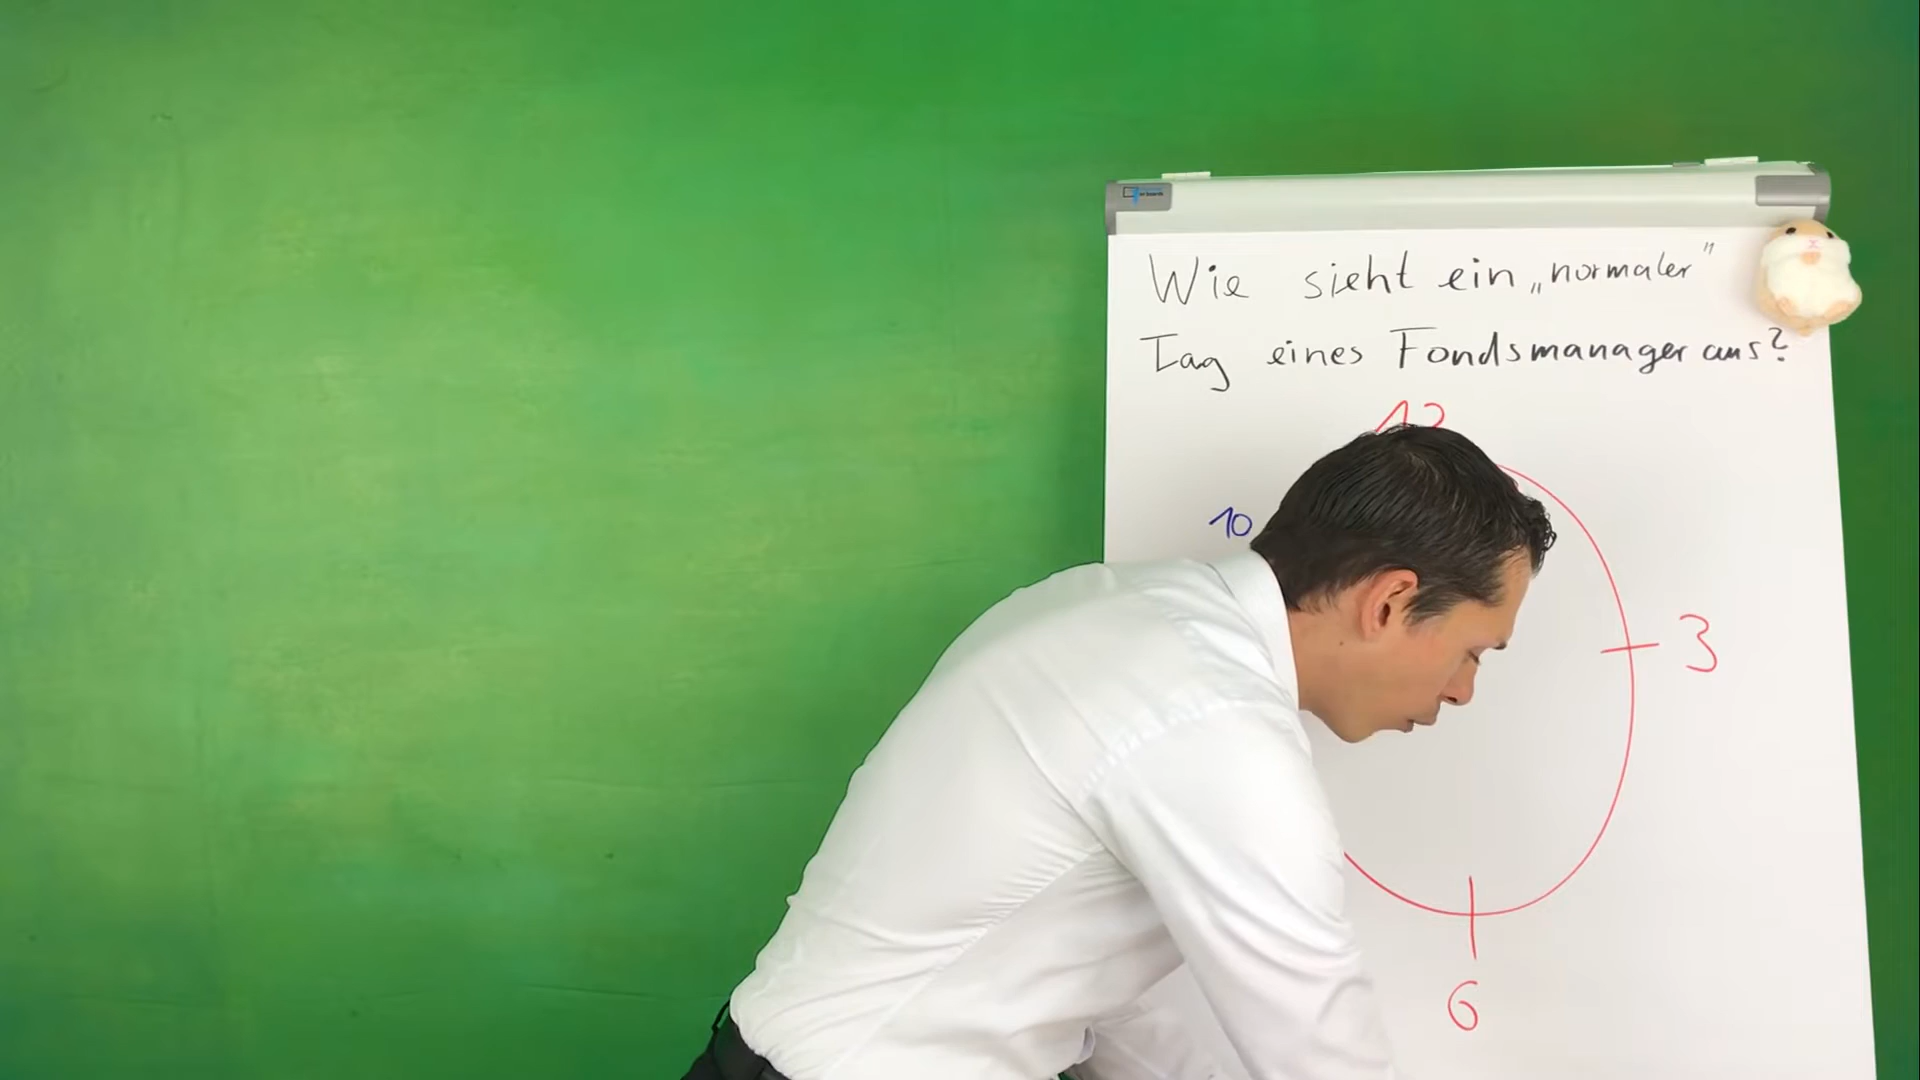 Wie sieht ein „normaler"
Tag eines Fondsmanager aus?
12
10
3
6